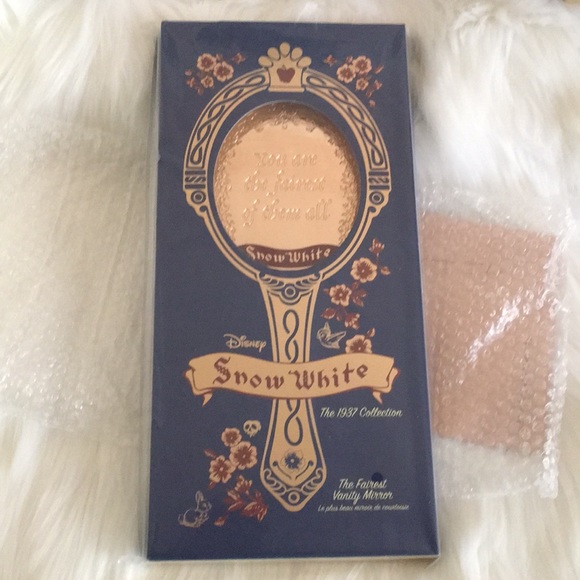 You are
the fairest
of them all
Snow White
Disney
Snow White
The 1937 Collection
The Fairest
Vanity Mirror
Le plus beau miroir de courtoisie